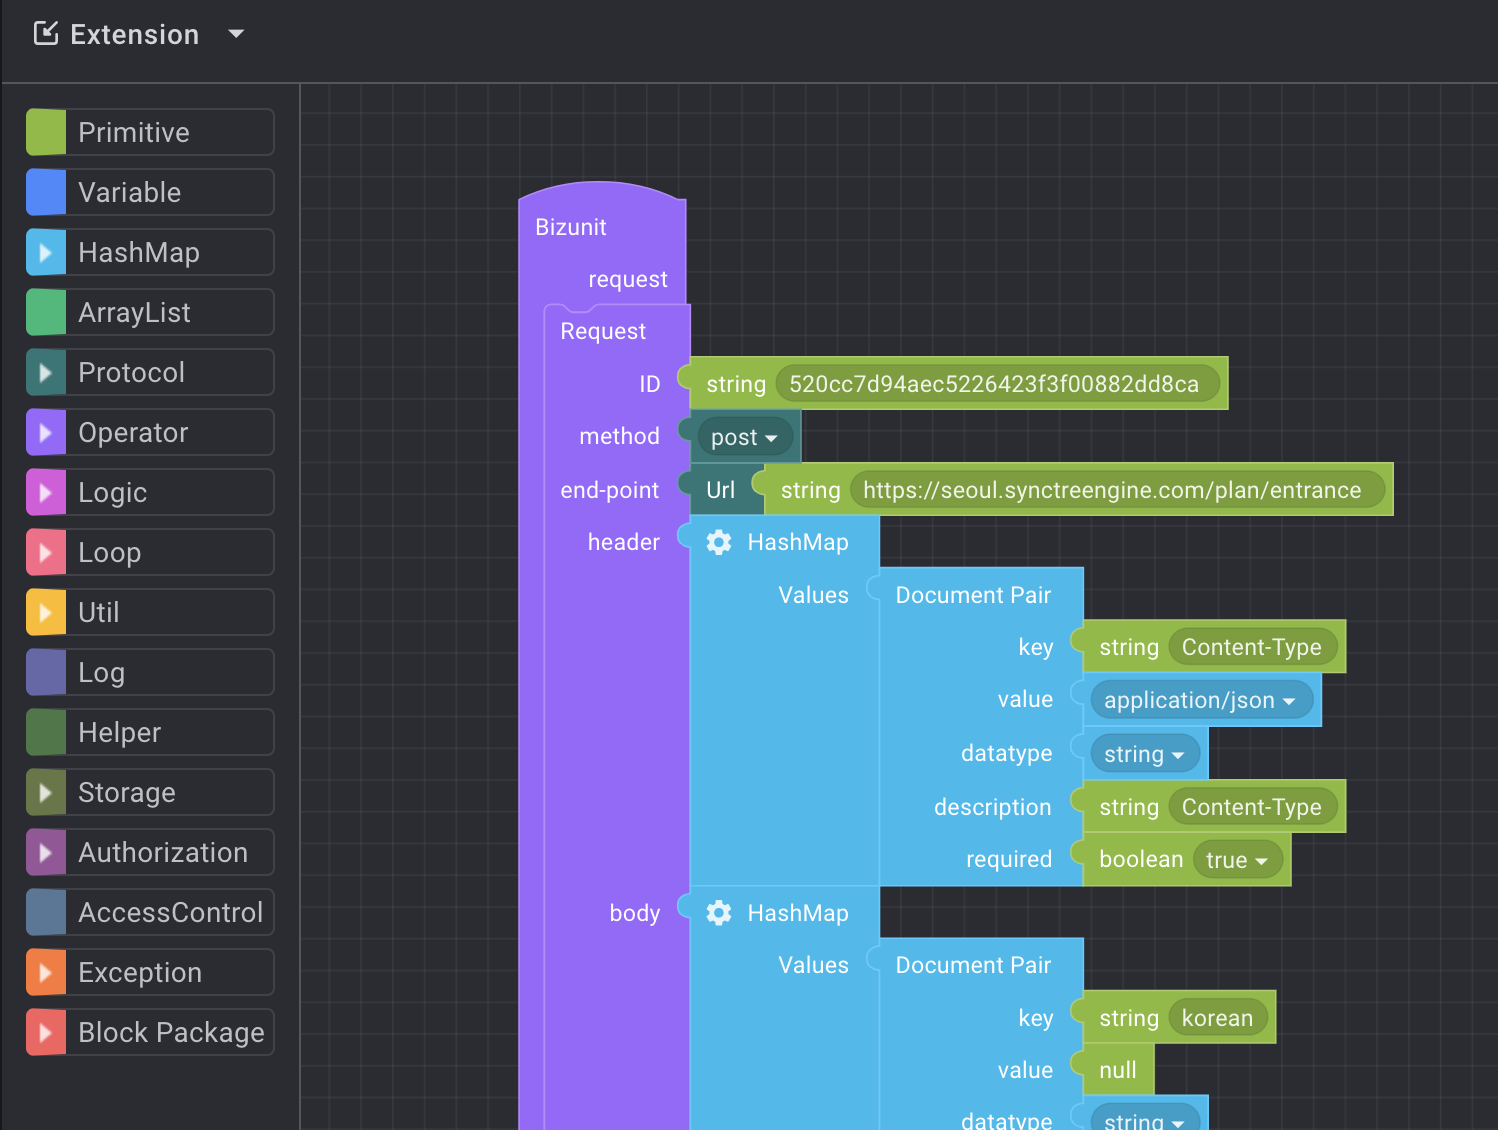 Extension
Primitive
Variable
HashMap
ArrayList
Protocol
Operator
Logic
Loop
Util
Log
Helper
Storage
Authorization
AccessControl
Exception
Block Package
Bizunit
request
Request
ID string 520cc7d94aec5226423f3f00882dd8ca
method post
end-point Url string https://seoul.synctreengine.com/plan/entrance
header HashMap
Values Document Pair
key string Content-Type
value application/json
datatype string
description string Content-Type
required boolean true
body HashMap
Values Document Pair
key string korean
value null
datatype string